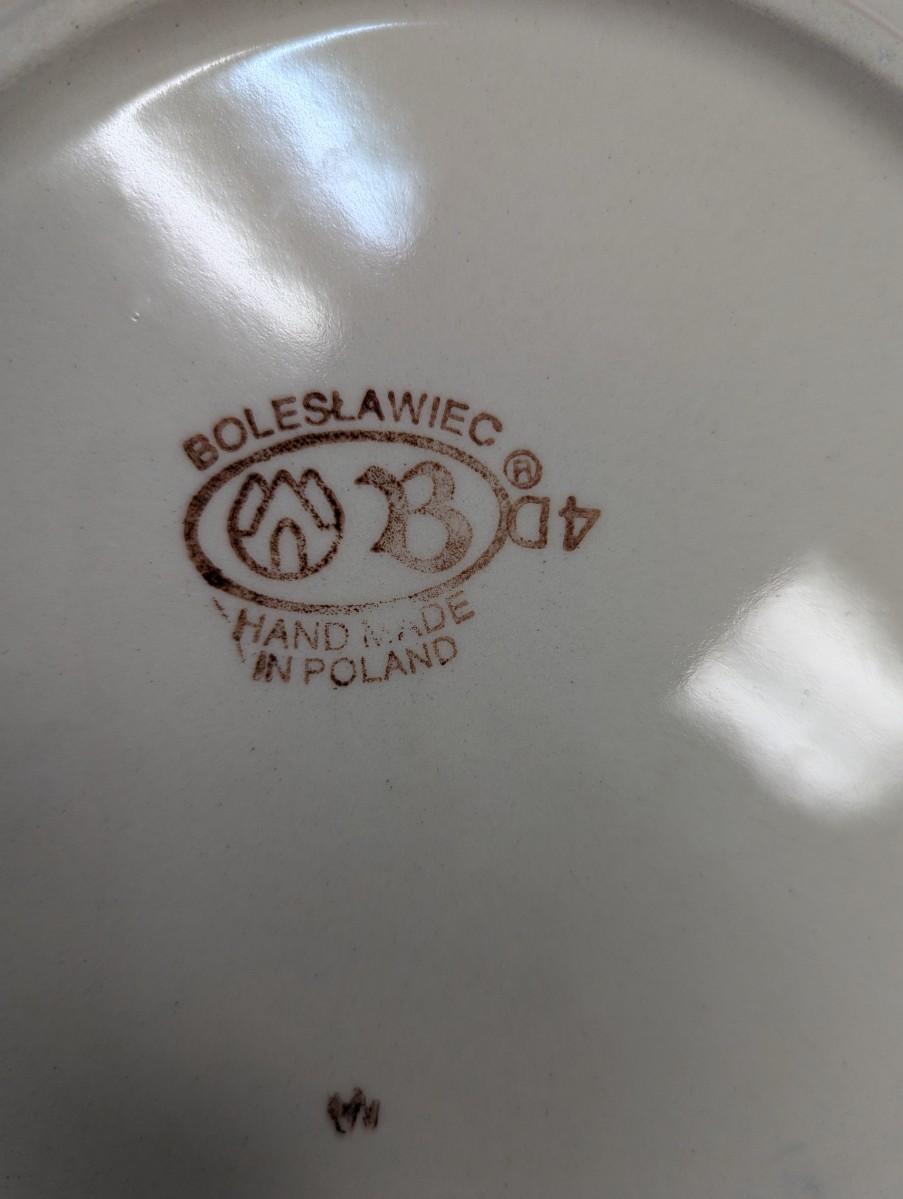 BOLESŁAWIEC
B ®
4D
HAND MADE
IN POLAND